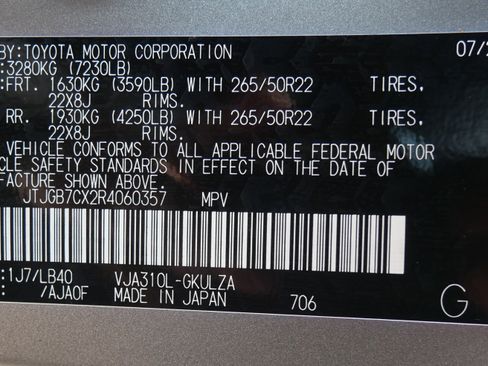 BY:TOYOTA MOTOR CORPORATION 07/2
:3280KG (7230LB)
:FRT. 1630KG (3590LB) WITH 265/50R22 TIRES,
22X8J RIMS.
RR. 1930KG (4250LB) WITH 265/50R22 TIRES,
22X8J RIMS.
VEHICLE CONFORMS TO ALL APPLICABLE FEDERAL MOTOR
CLE SAFETY STANDARDS IN EFFECT ON THE DATE OF
FACTURE SHOWN ABOVE.
JTJGB7CX2R4060357 MPV
:1J7/LB40 VJA310L-GKULZA
/AJA0F MADE IN JAPAN 706 G